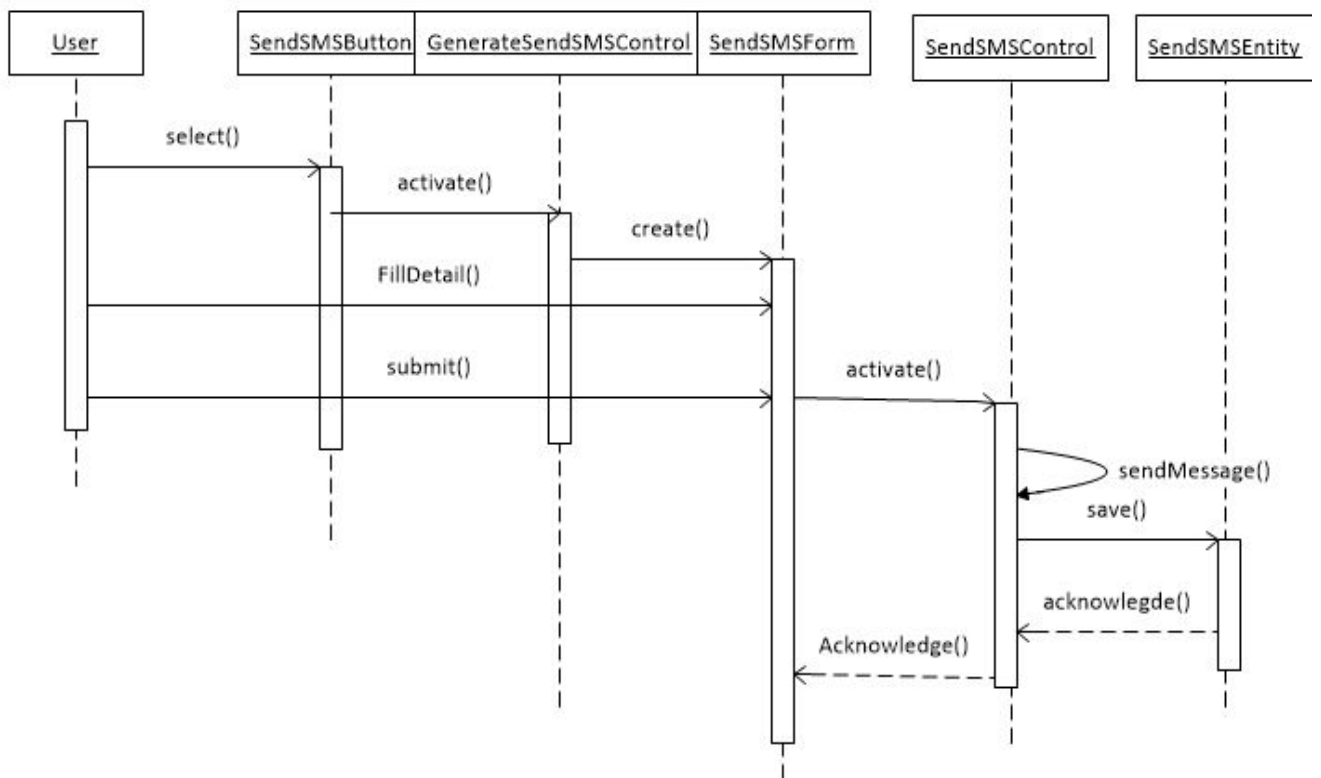 User
SendSMSButton
GenerateSendSMSControl
SendSMSForm
SendSMSControl
SendSMSEntity
select()
activate()
create()
FillDetail()
submit()
activate()
sendMessage()
save()
acknowlegde()
Acknowledge()